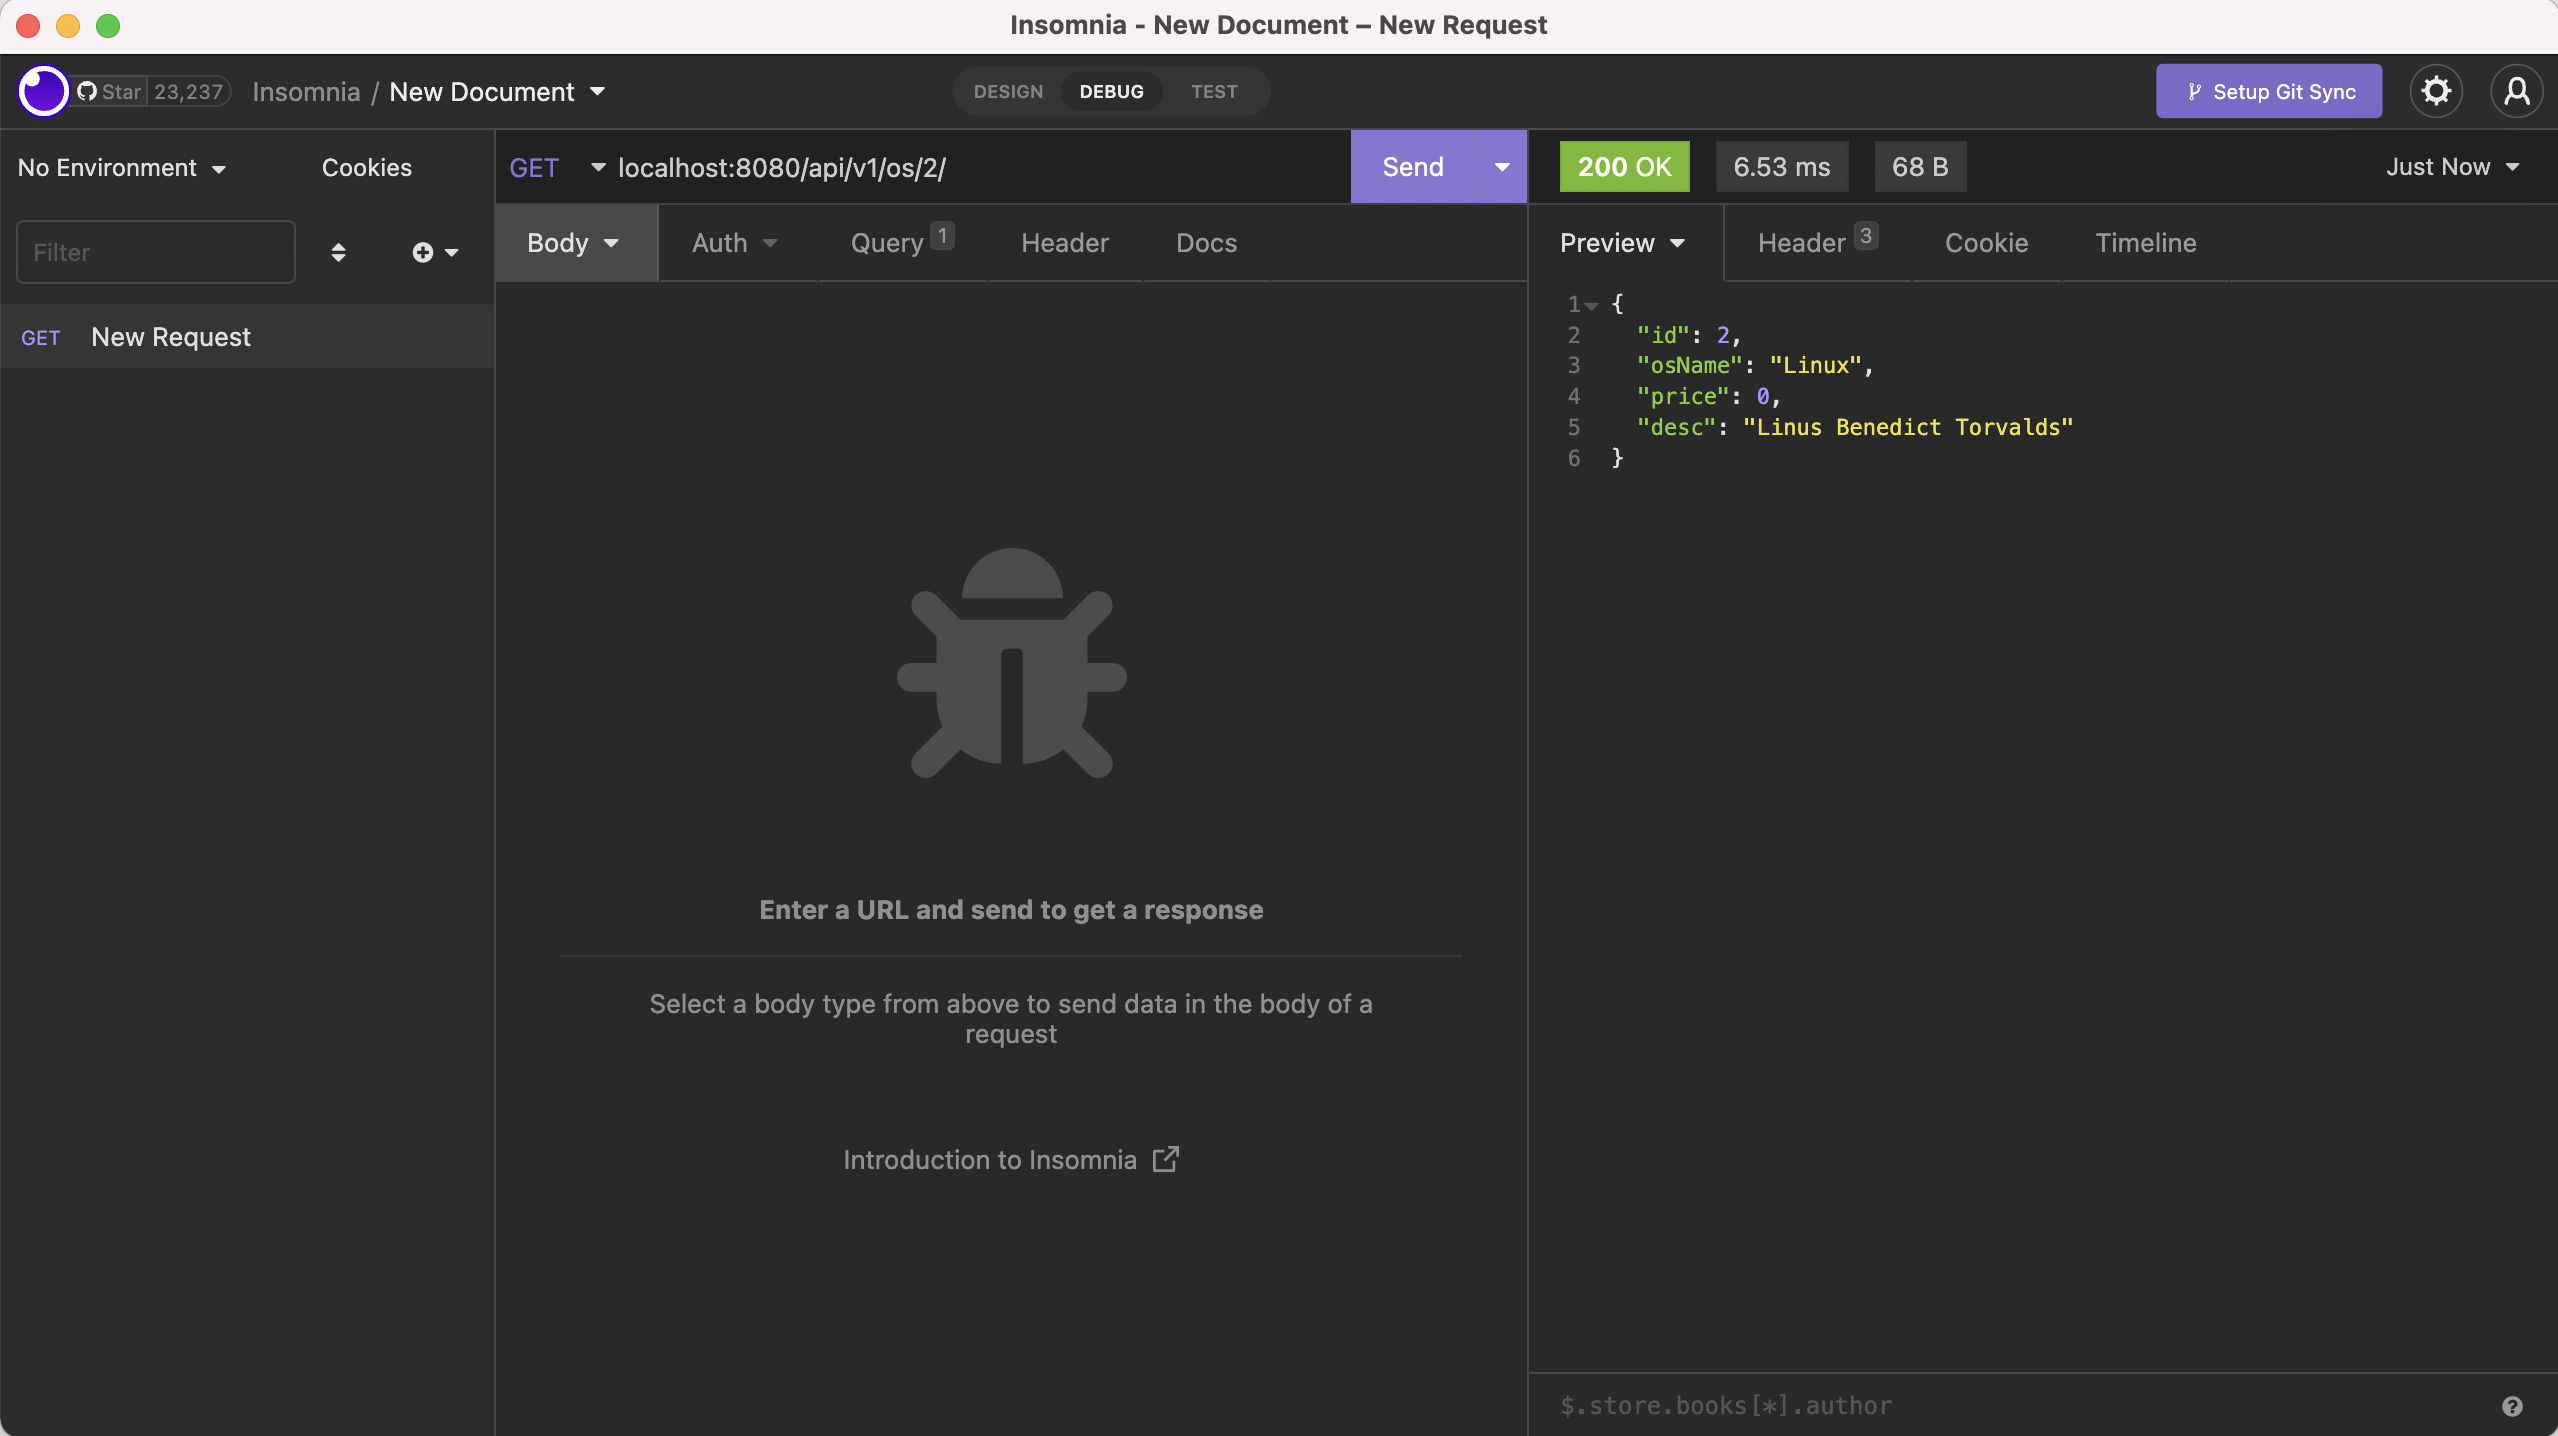 Insomnia - New Document – New Request
Star 23,237 Insomnia / New Document
DESIGN DEBUG TEST
Setup Git Sync
No Environment Cookies
GET localhost:8080/api/v1/os/2/
Send
200 OK 6.53 ms 68 B
Just Now
Filter
Body Auth Query 1 Header Docs
Preview Header 3 Cookie Timeline
GET New Request
1 {
2 "id": 2,
3 "osName": "Linux",
4 "price": 0,
5 "desc": "Linus Benedict Torvalds"
6 }
Enter a URL and send to get a response
Select a body type from above to send data in the body of a
request
Introduction to Insomnia
$.store.books[*].author